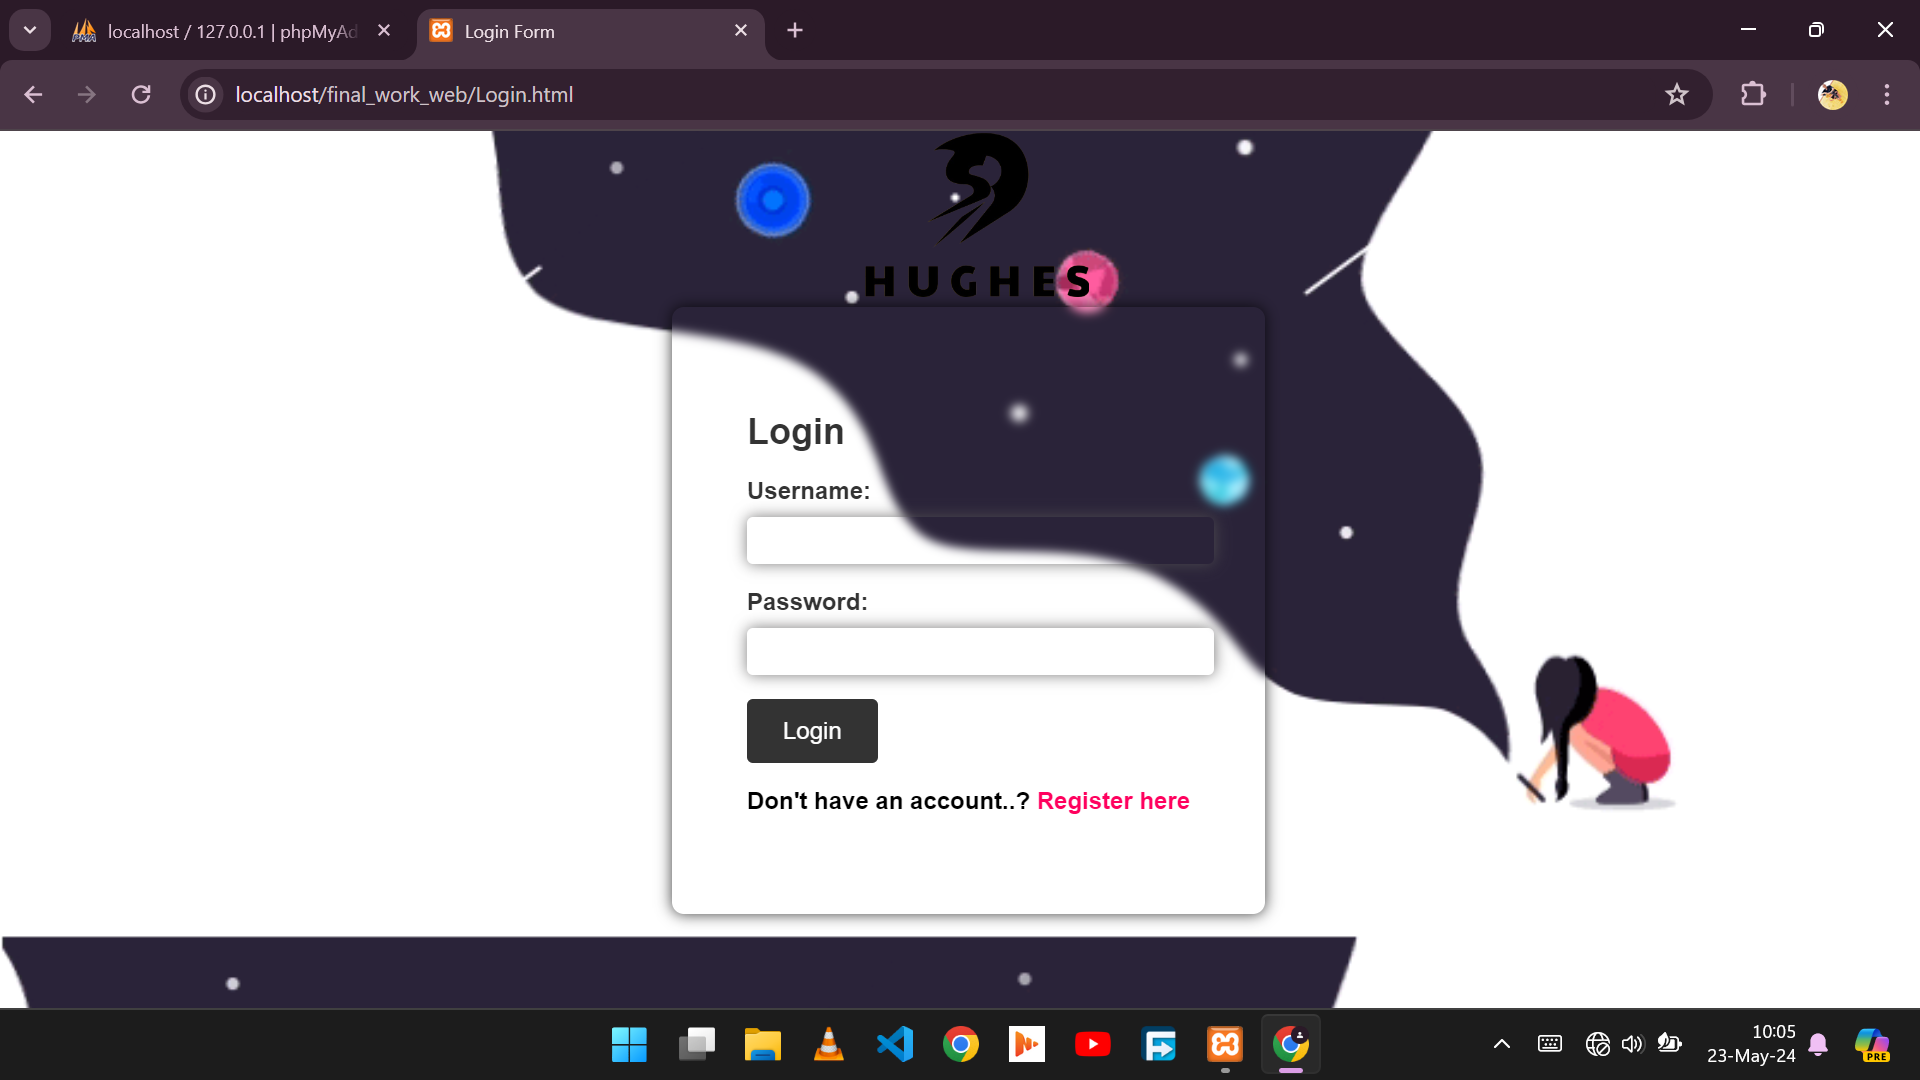 localhost / 127.0.0.1 | phpMyAd
Login Form
localhost/final_work_web/Login.html
HUGHES
Login
Username:
Password:
Login
Don't have an account..? Register here
10:05
23-May-24
PRE